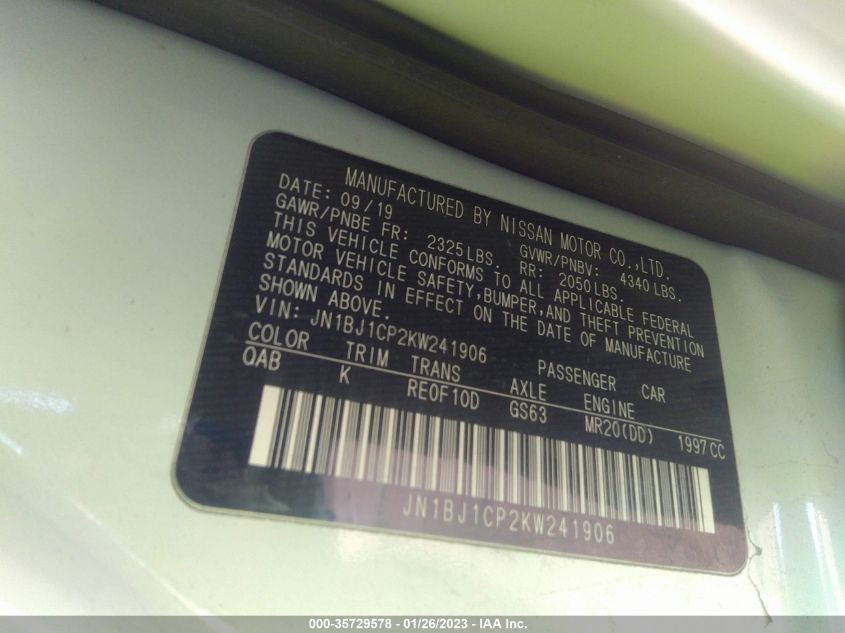 MANUFACTURED BY NISSAN MOTOR CO.,LTD.
DATE: 09/19 GVWR/PNBV: 4340 LBS.
GAWR/PNBE FR: 2325LBS. RR: 2050LBS.
THIS VEHICLE CONFORMS TO ALL APPLICABLE FEDERAL
MOTOR VEHICLE SAFETY,BUMPER,AND THEFT PREVENTION
STANDARDS IN EFFECT ON THE DATE OF MANUFACTURE
SHOWN ABOVE.
VIN: JN1BJ1CP2KW241906 PASSENGER CAR
COLOR TRIM TRANS AXLE ENGINE
QAB K RE0F10D GS63 MR20(DD) 1997CC
JN1BJ1CP2KW241906
000-35729578 - 01/26/2023 - IAA Inc.